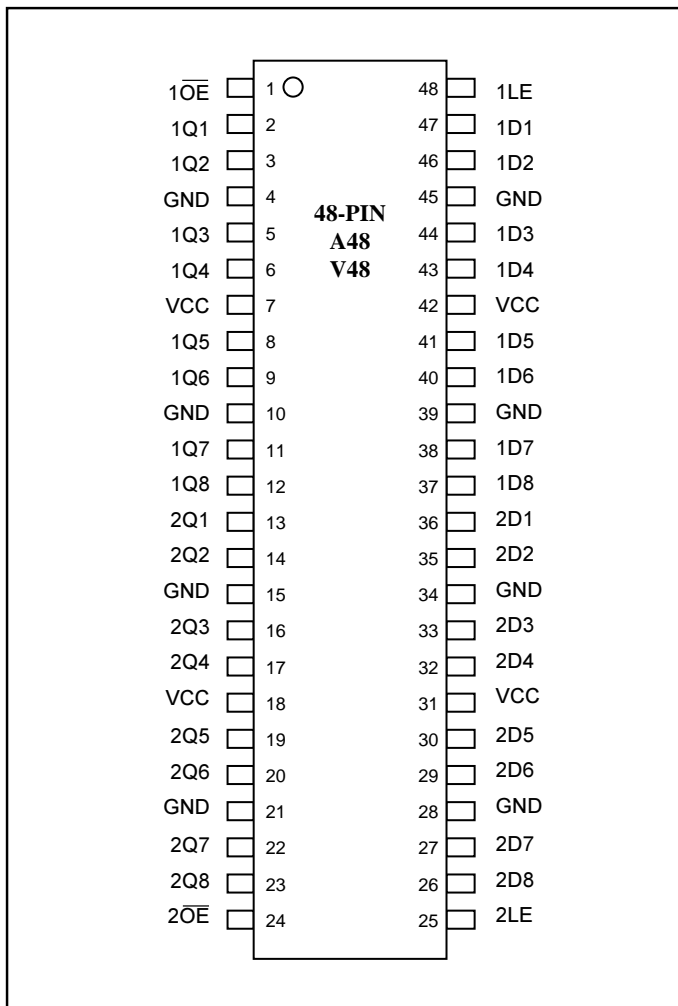 1O̅E̅ 1 48 1LE
1Q1 2 47 1D1
1Q2 3 46 1D2
GND 4 45 GND
48-PIN
A48
V48
1Q3 5 44 1D3
1Q4 6 43 1D4
VCC 7 42 VCC
1Q5 8 41 1D5
1Q6 9 40 1D6
GND 10 39 GND
1Q7 11 38 1D7
1Q8 12 37 1D8
2Q1 13 36 2D1
2Q2 14 35 2D2
GND 15 34 GND
2Q3 16 33 2D3
2Q4 17 32 2D4
VCC 18 31 VCC
2Q5 19 30 2D5
2Q6 20 29 2D6
GND 21 28 GND
2Q7 22 27 2D7
2Q8 23 26 2D8
2O̅E̅ 24 25 2LE